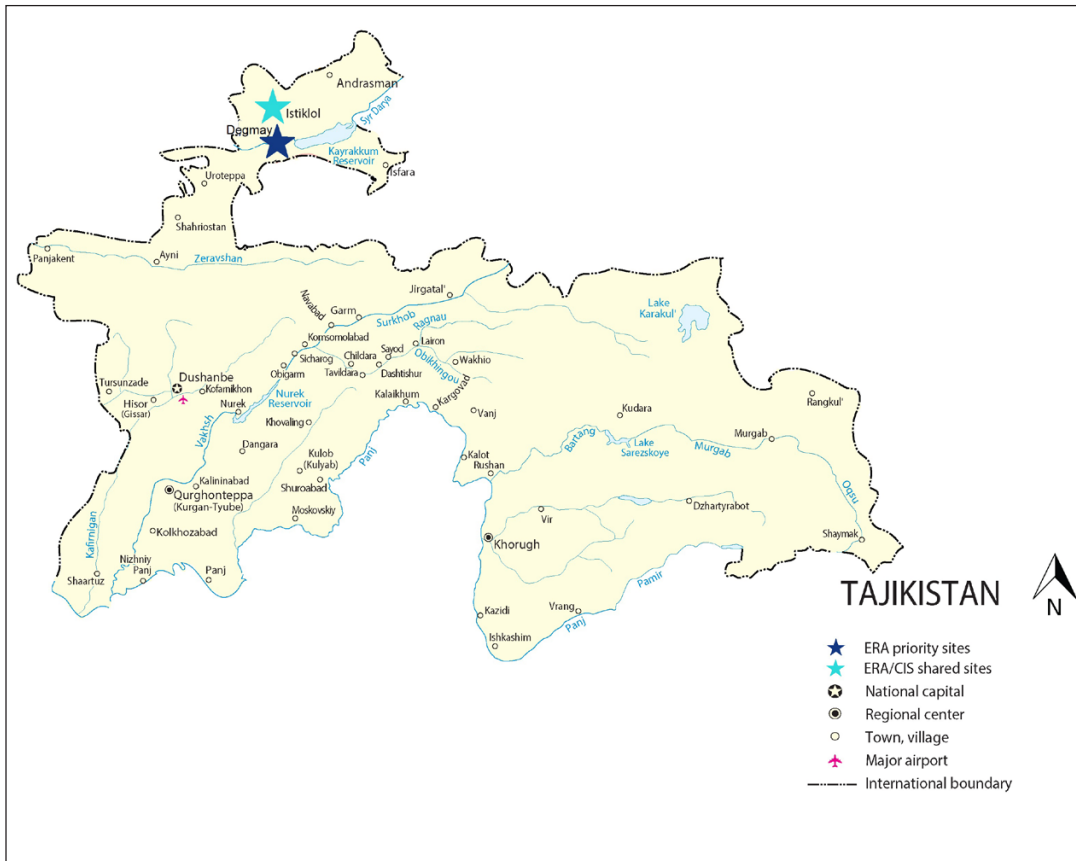 Andrasman
Istiklol
Syr Darya
Degmay
Kayrakkum
Reservoir
Isfara
Uroteppa
Shahriostan
Panjakent
Ayni
Zeravshan
Jirgatal'
Navabad
Garm
Surkhob
Lake
Karakul'
Ragnau
Komsomolabad
Lairon
Sicharog
Childara
Sayod
Obikhingou
Wakhio
Obigarm
Tavildara
Dashtishur
Tursunzade
Dushanbe
Kofarnikhon
Hisor
(Gissar)
Nurek
Nurek
Reservoir
Kalaikhum
Kargovad
Vanj
Khovaling
Kudara
Rangkul'
Vakhsh
Dangara
Panj
Bartang
Lake
Sarezskoye
Murgab
Murgab
Kulob
(Kulyab)
Kalot
Rushan
Shuroabad
Kalininabad
Qurghonteppa
(Kurgan-Tyube)
Oqsu
Moskovskiy
Dzhartyrabot
Vir
Kolkhozabad
Khorugh
Shaymak
Kafirnigan
Nizhniy
Panj
Panj
Shaartuz
Pamir
Kazidi
Vrang
Panj
Ishkashim
TAJIKISTAN
N
ERA priority sites
ERA/CIS shared sites
National capital
Regional center
Town, village
Major airport
International boundary